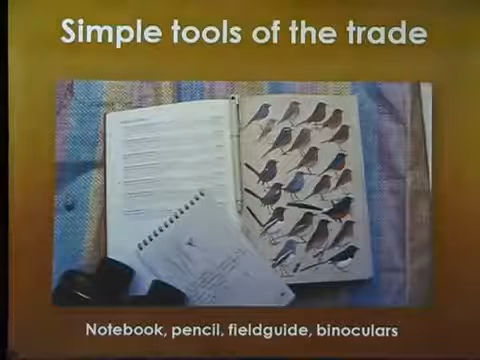 Simple tools of the trade
Notebook, pencil, fieldguide, binoculars